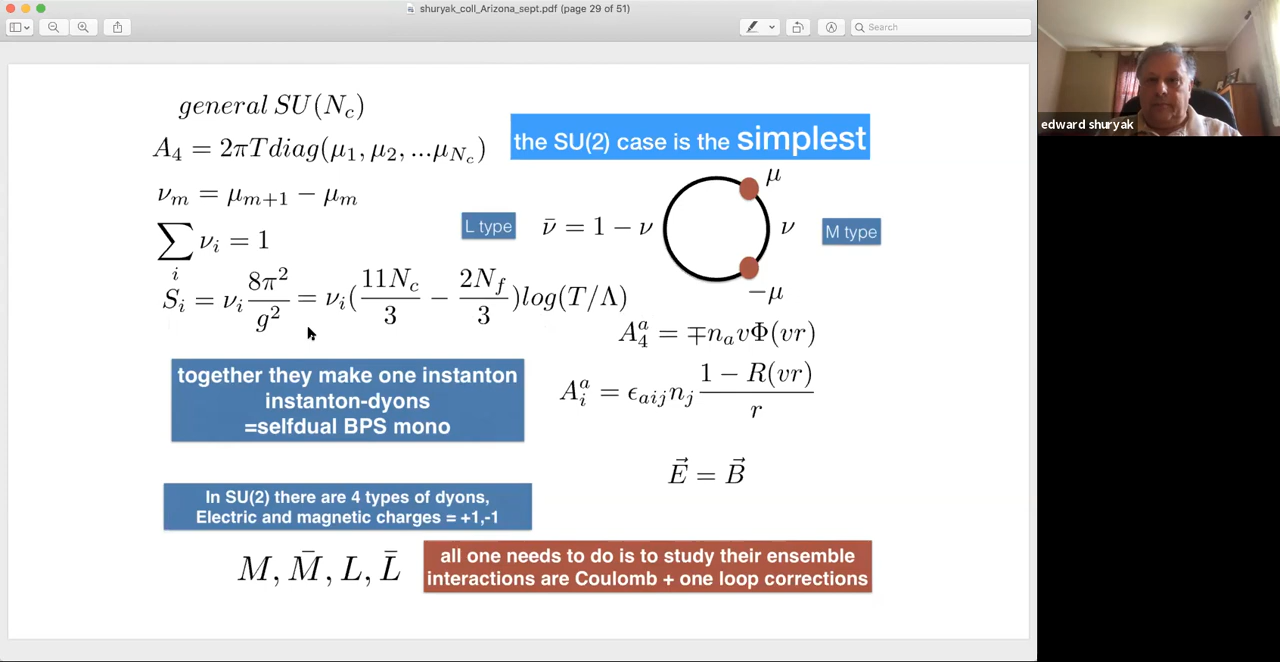 shuryak_coll_Arizona_sept.pdf (page 29 of 51)
Search
edward shuryak
general SU(N_c)
A_4 = 2πTdiag(μ_1, μ_2, ...μ_{N_c})
the SU(2) case is the simplest
ν_m = μ_{m+1} − μ_m
μ
L type
ν̄ = 1 − ν
ν
M type
∑_i ν_i = 1
−μ
S_i = ν_i 8π²/g² = ν_i(11N_c/3 − 2N_f/3)log(T/Λ)
A_4^a = ∓n_a vΦ(vr)
A_i^a = ϵ_{aij}n_j (1 − R(vr))/r
together they make one instanton
instanton-dyons
=selfdual BPS mono
E⃗ = B⃗
In SU(2) there are 4 types of dyons,
Electric and magnetic charges = +1,-1
M, M̄, L, L̄
all one needs to do is to study their ensemble
interactions are Coulomb + one loop corrections